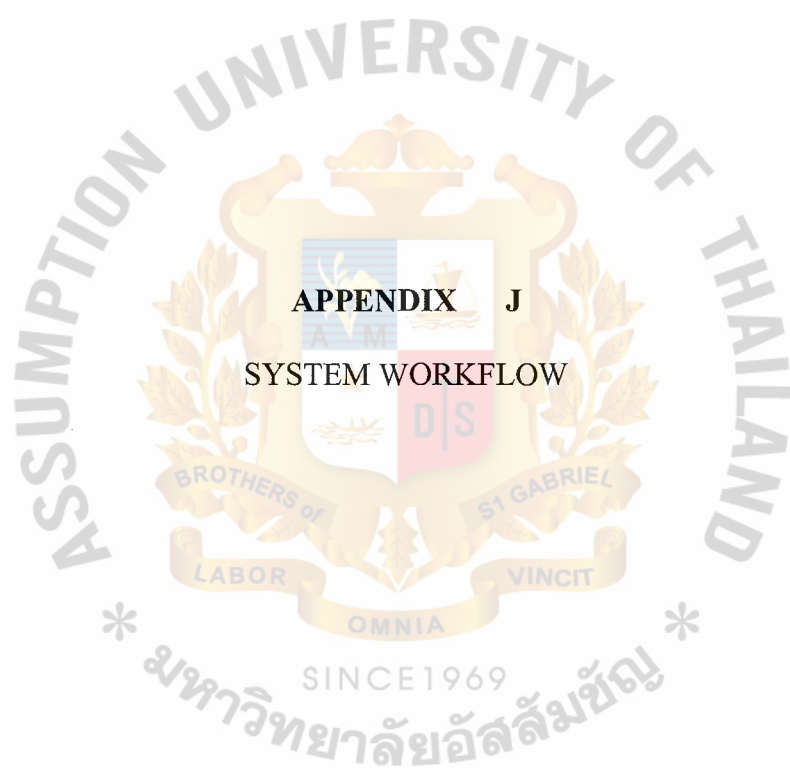 ASSUMPTION UNIVERSITY OF THAILAND
APPENDIX J
A M
SYSTEM WORKFLOW
D S
BROTHERS of
S1 GABRIEL
LABOR
VINCIT
OMNIA
* *
SINCE1969
มหาวิทยาลัยอัสสัมชัญ